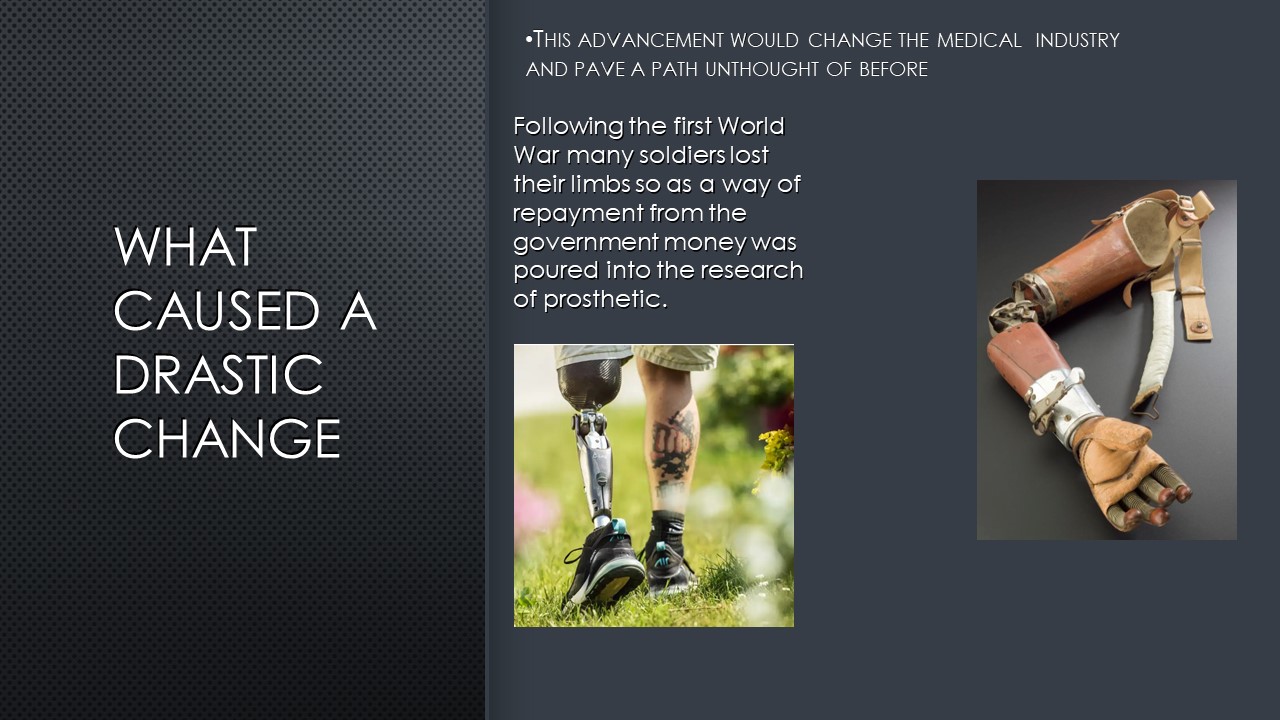 WHAT
CAUSED A
DRASTIC
CHANGE
•THIS ADVANCEMENT WOULD CHANGE THE MEDICAL INDUSTRY
AND PAVE A PATH UNTHOUGHT OF BEFORE
Following the first World
War many soldiers lost
their limbs so as a way of
repayment from the
government money was
poured into the research
of prosthetic.